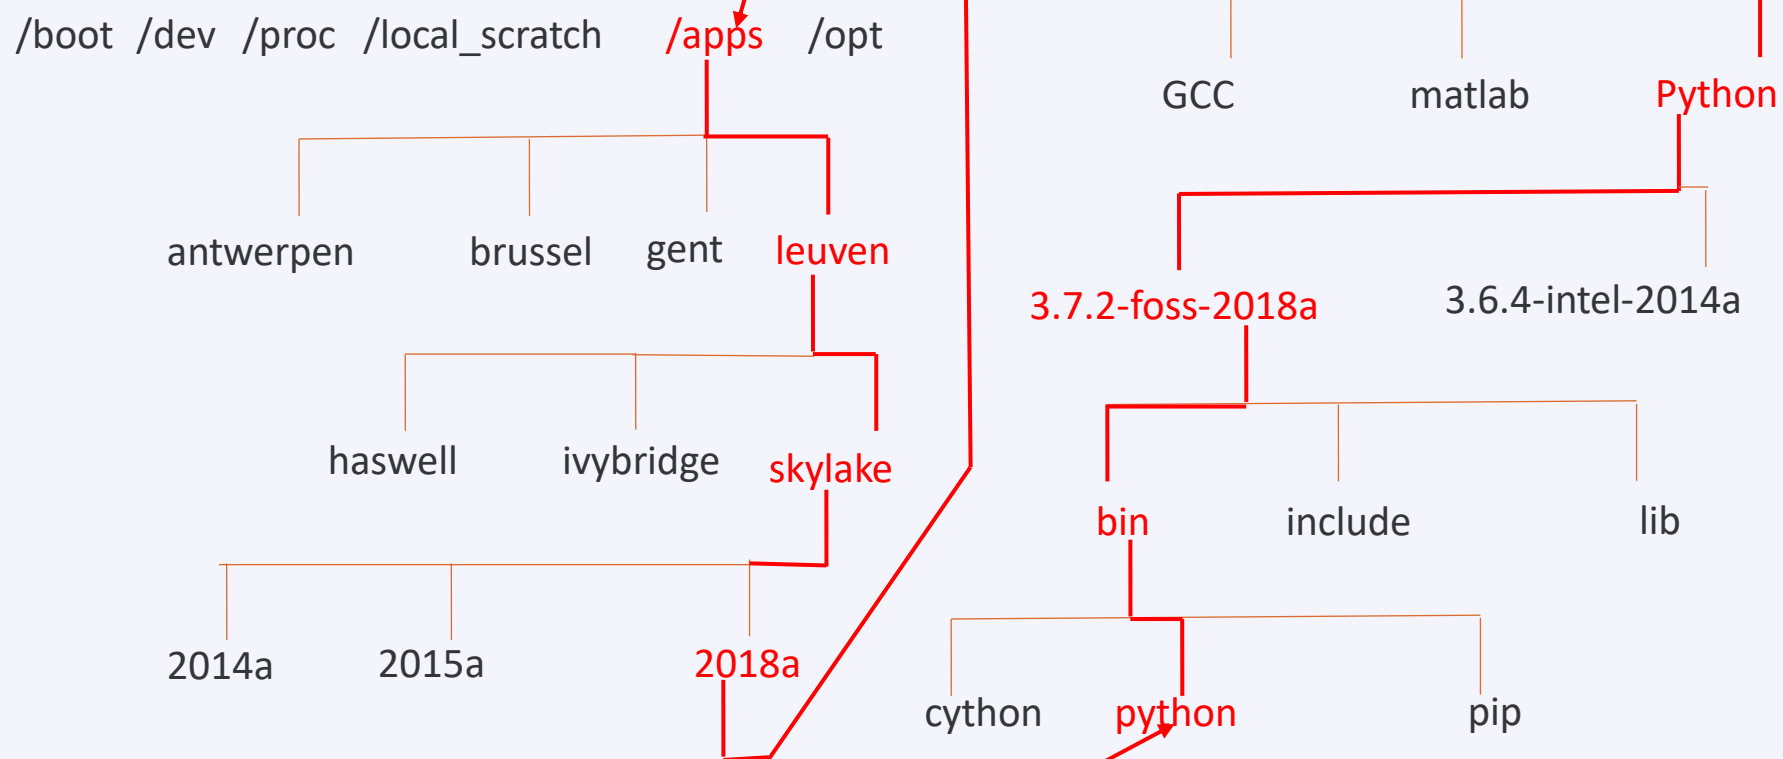 /boot /dev /proc /local_scratch /apps /opt
antwerpen brussel gent leuven
haswell ivybridge skylake
2014a 2015a 2018a
GCC matlab Python
3.7.2-foss-2018a 3.6.4-intel-2014a
bin include lib
cython python pip